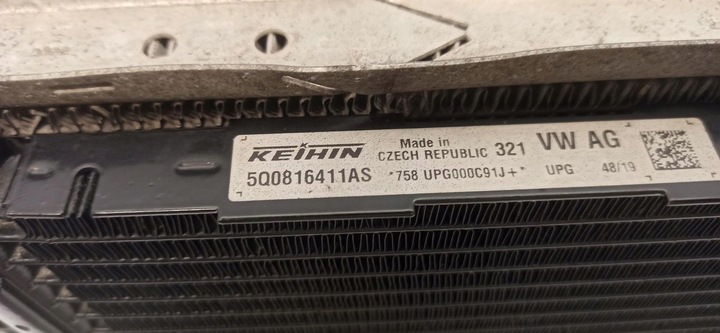 KEIHIN Made in CZECH REPUBLIC 321 VW AG
5Q0816411AS *758 UPG000C91J+* UPG 48/19